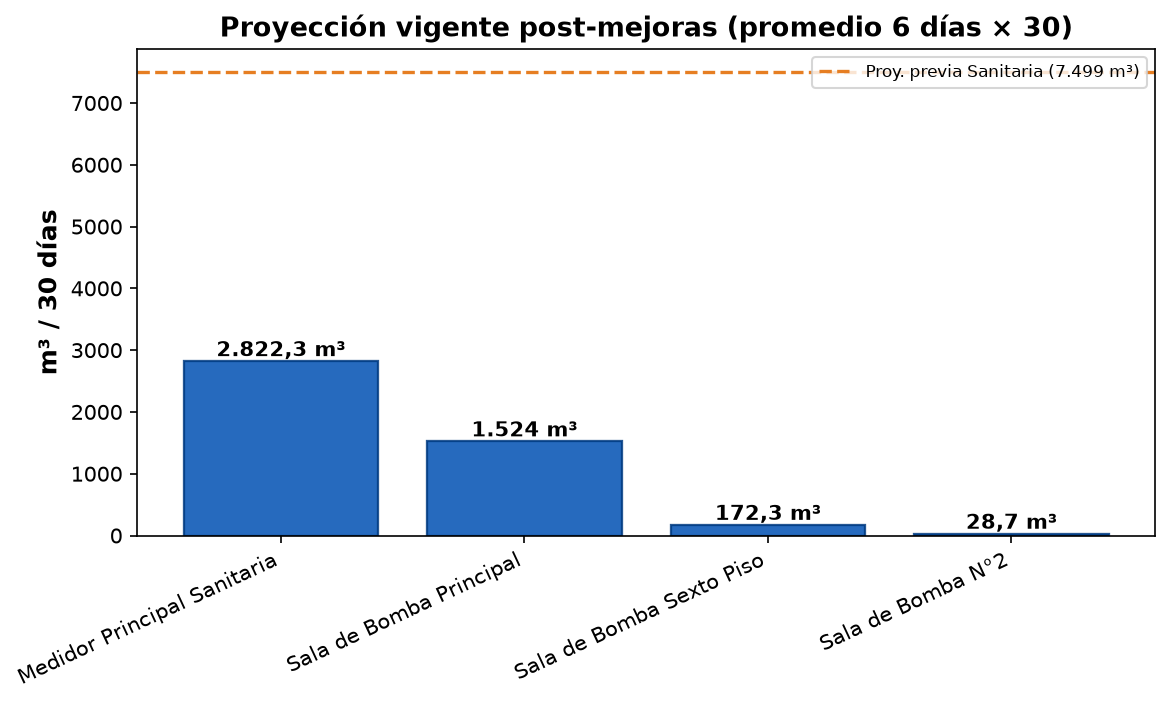 Proyección vigente post-mejoras (promedio 6 días × 30)
Proy. previa Sanitaria (7.499 m³)
m³ / 30 días
7000
6000
5000
4000
3000
2000
1000
0
2.822,3 m³
1.524 m³
172,3 m³
28,7 m³
Medidor Principal Sanitaria
Sala de Bomba Principal
Sala de Bomba Sexto Piso
Sala de Bomba N°2